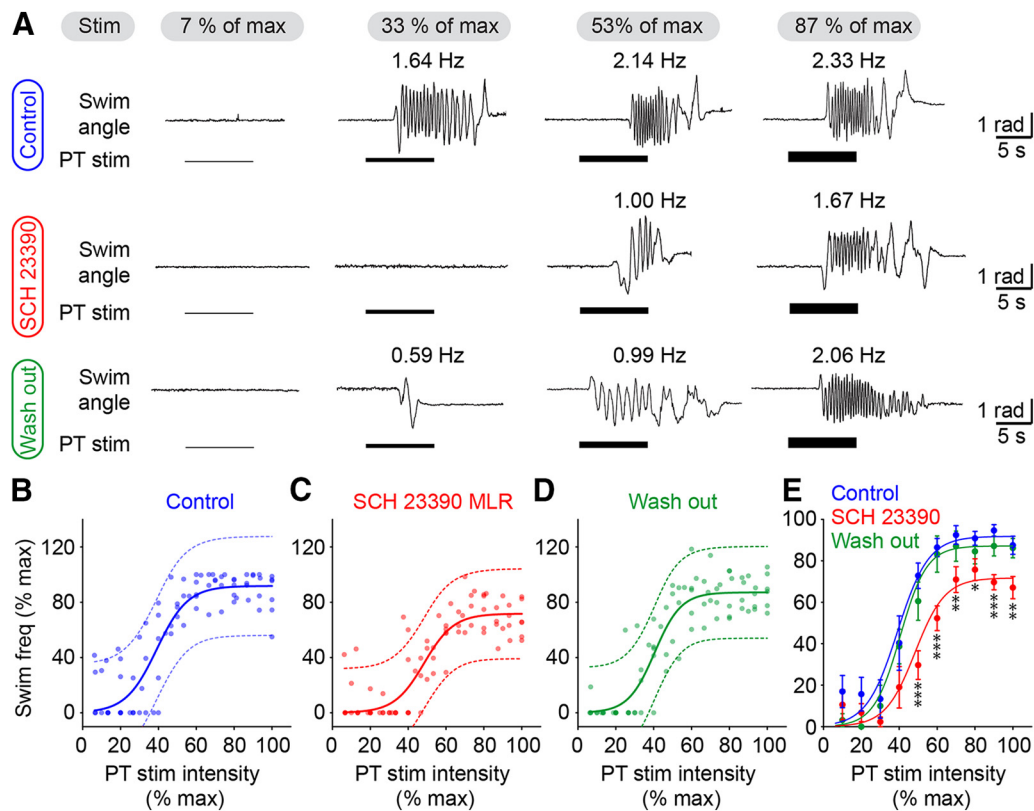 A
Stim
7 % of max
33 % of max
53% of max
87 % of max
Control
Swim
angle
PT stim
1.64 Hz
2.14 Hz
2.33 Hz
1 rad
5 s
SCH 23390
Swim
angle
PT stim
1.00 Hz
1.67 Hz
1 rad
5 s
Wash out
Swim
angle
PT stim
0.59 Hz
0.99 Hz
2.06 Hz
1 rad
5 s
B
Control
Swim freq (% max)
120
80
40
0
0 20 40 60 80 100
PT stim intensity
(% max)
C
SCH 23390 MLR
120
80
40
0
0 20 40 60 80 100
PT stim intensity
(% max)
D
Wash out
120
80
40
0
0 20 40 60 80 100
PT stim intensity
(% max)
E
Control
SCH 23390
Wash out
100
80
60
40
20
0
***
***
**
*
***
**
0 20 40 60 80 100
PT stim intensity
(% max)